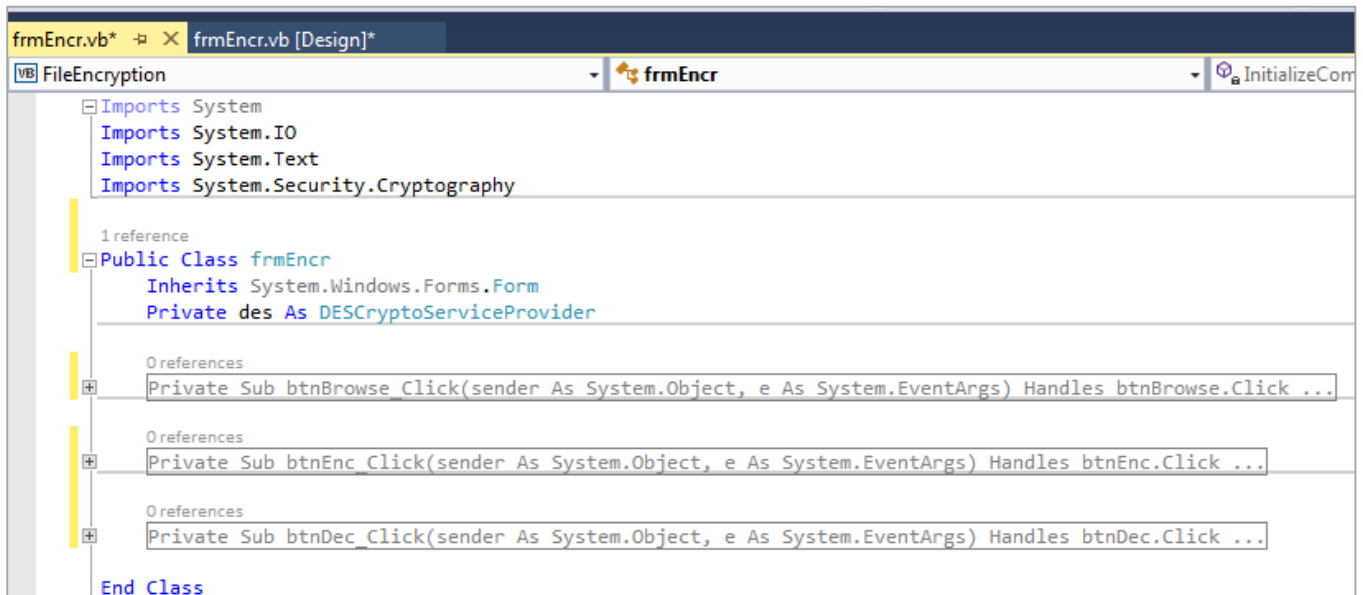 frmEncr.vb* frmEncr.vb [Design]*
VB FileEncryption frmEncr InitializeCom
Imports System
Imports System.IO
Imports System.Text
Imports System.Security.Cryptography
1 reference
Public Class frmEncr
Inherits System.Windows.Forms.Form
Private des As DESCryptoServiceProvider
0 references
Private Sub btnBrowse_Click(sender As System.Object, e As System.EventArgs) Handles btnBrowse.Click ...
0 references
Private Sub btnEnc_Click(sender As System.Object, e As System.EventArgs) Handles btnEnc.Click ...
0 references
Private Sub btnDec_Click(sender As System.Object, e As System.EventArgs) Handles btnDec.Click ...
End Class